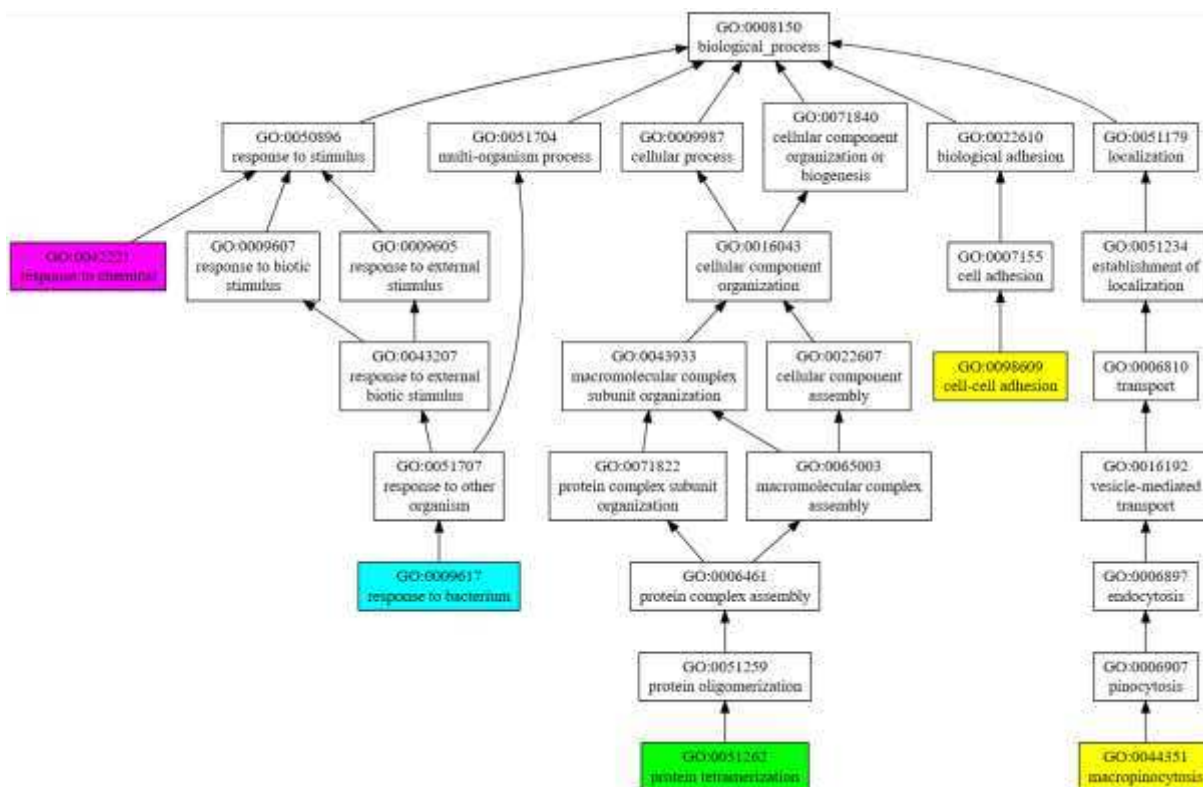 GO:0008150
biological_process
GO:0050896
response to stimulus
GO:0051704
multi-organism process
GO:0009987
cellular process
GO:0071840
cellular component
organization or
biogenesis
GO:0022610
biological adhesion
GO:0051179
localization
GO:0042221
response to chemical
GO:0009607
response to biotic
stimulus
GO:0009605
response to external
stimulus
GO:0016043
cellular component
organization
GO:0007155
cell adhesion
GO:0051234
establishment of
localization
GO:0043207
response to external
biotic stimulus
GO:0043933
macromolecular complex
subunit organization
GO:0022607
cellular component
assembly
GO:0098609
cell-cell adhesion
GO:0006810
transport
GO:0051707
response to other
organism
GO:0071822
protein complex subunit
organization
GO:0065003
macromolecular complex
assembly
GO:0016192
vesicle-mediated
transport
GO:0009617
response to bacterium
GO:0006461
protein complex assembly
GO:0006897
endocytosis
GO:0051259
protein oligomerization
GO:0006907
pinocytosis
GO:0051262
protein tetramerization
GO:0044351
macropinocytosis